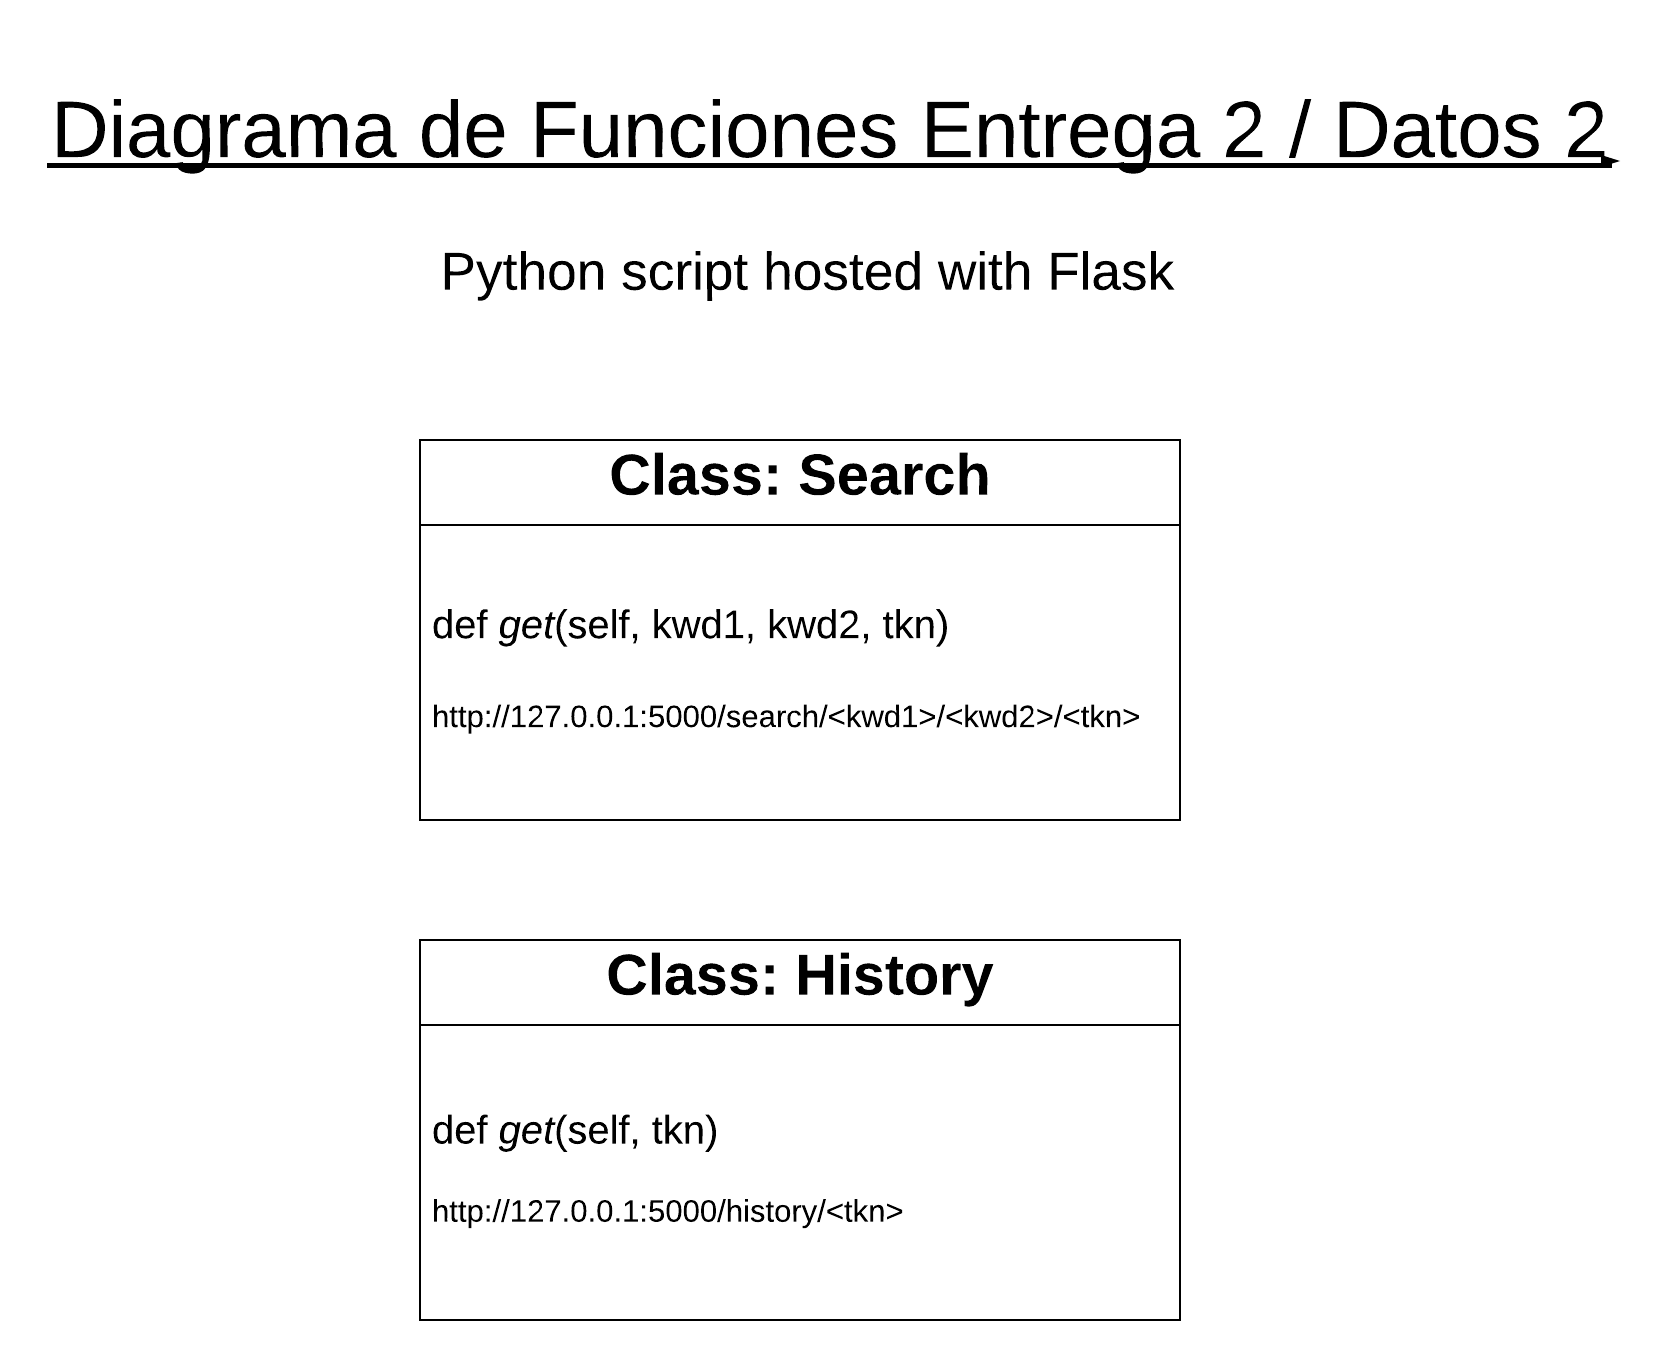 Diagrama de Funciones Entrega 2 / Datos 2
Python script hosted with Flask
Class: Search
def get(self, kwd1, kwd2, tkn)
http://127.0.0.1:5000/search/<kwd1>/<kwd2>/<tkn>
Class: History
def get(self, tkn)
http://127.0.0.1:5000/history/<tkn>